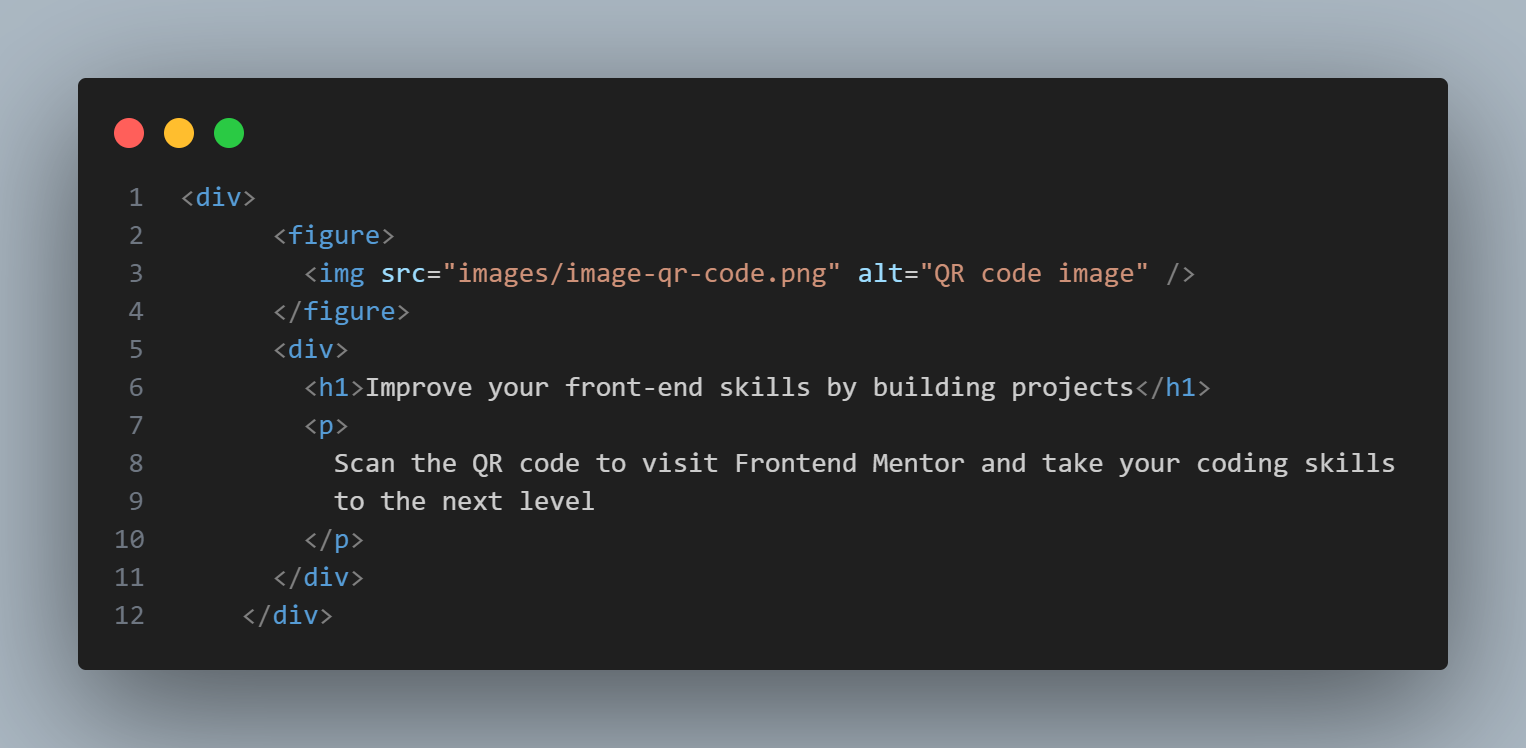 1 <div>
2       <figure>
3         <img src="images/image-qr-code.png" alt="QR code image" />
4       </figure>
5       <div>
6         <h1>Improve your front-end skills by building projects</h1>
7         <p>
8           Scan the QR code to visit Frontend Mentor and take your coding skills
9           to the next level
10         </p>
11       </div>
12     </div>